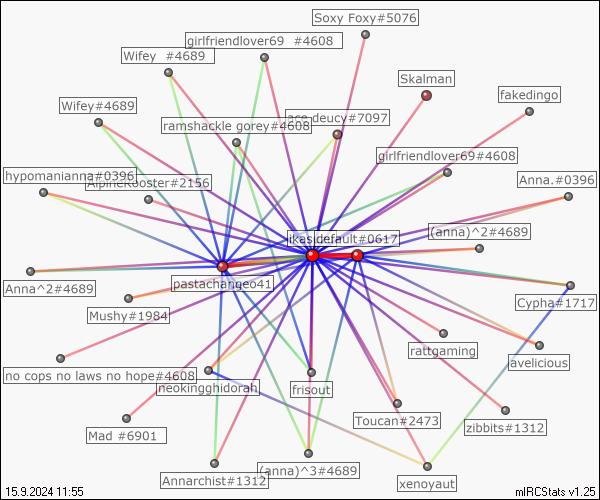 Soxy Foxy#5076
girlfriendlover69  #4608
Wifey  #4689
Skalman
fakedingo
Wifey#4689
ace deucy#7097
ramshackle gorey#4608
girlfriendlover69#4608
hypomanianna#0396
AlpineRooster#2156
Anna.#0396
(anna)^2#4689
ikas|default#0617
pastachangeo41
Anna^2#4689
Cypha#1717
Mushy#1984
rattgaming
avelicious
no cops no laws no hope#4608
neokingghidorah
frisout
Toucan#2473
zibbits#1312
Mad #6901
(anna)^3#4689
Annarchist#1312
xenoyaut
15.9.2024 11:55
mIRCStats v1.25